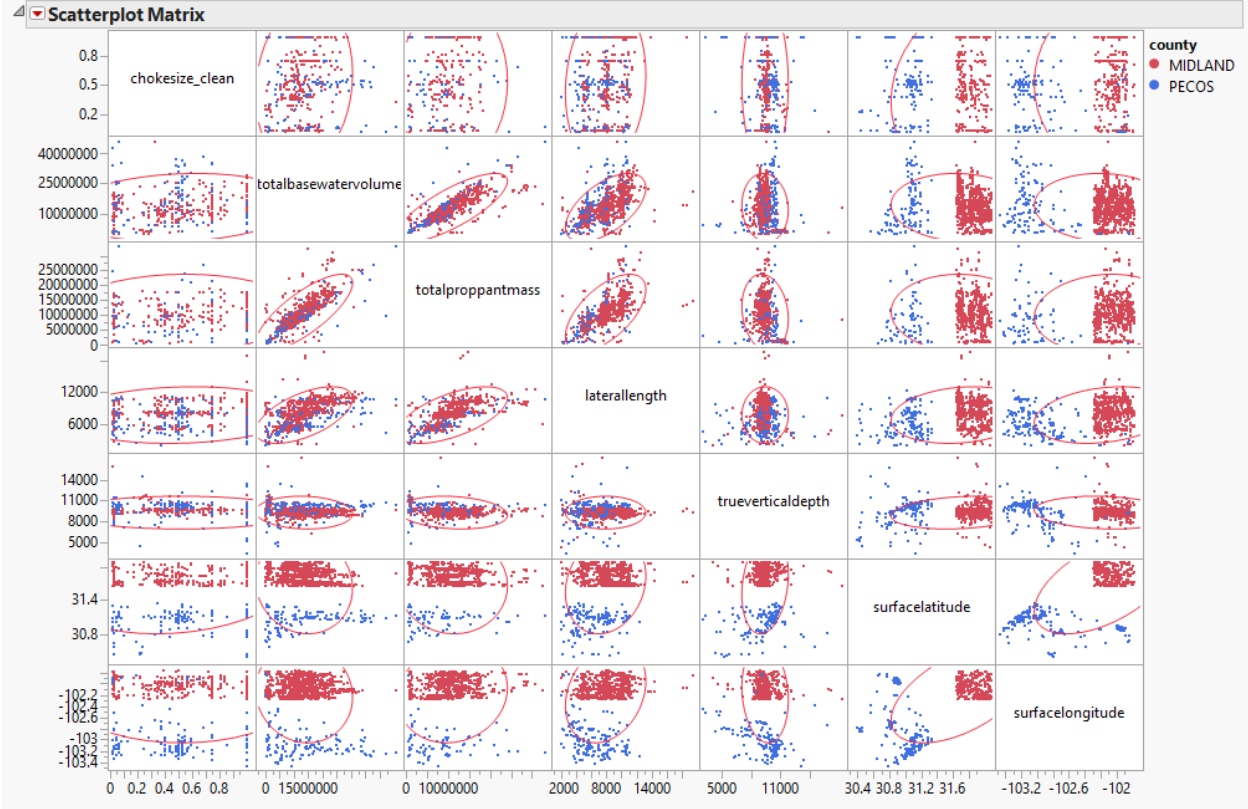 Scatterplot Matrix
county
MIDLAND
PECOS
0.8
0.5
0.2
chokesize_clean
40000000
25000000
10000000
totalbasewatervolume
25000000
20000000
15000000
10000000
5000000
0
totalproppantmass
12000
6000
laterallength
14000
11000
8000
5000
trueverticaldepth
31.4
30.8
surfacelatitude
-102.2
-102.4
-102.6
-103
-103.2
-103.4
surfacelongitude
0 0.2 0.4 0.6 0.8 0 15000000 0 10000000 2000 8000 14000 5000 11000 30.4 30.8 31.2 31.6 -103.2 -102.6 -102